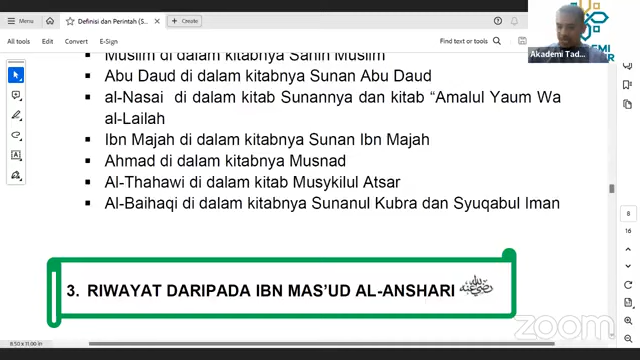 Menu
Definisi dan Perintah (S...
Create
All tools
Edit
Convert
E-Sign
Find text or tools
Akademi Tad...
Muslim di dalam kitabnya Sahih Muslim
Abu Daud di dalam kitabnya Sunan Abu Daud
al-Nasai di dalam kitab Sunannya dan kitab “Amalul Yaum Wa
al-Lailah
Ibn Majah di dalam kitabnya Sunan Ibn Majah
Ahmad di dalam kitabnya Musnad
Al-Thahawi di dalam kitab Musykilul Atsar
Al-Baihaqi di dalam kitabnya Sunanul Kubra dan Syuqabul Iman
3. RIWAYAT DARIPADA IBN MAS’UD AL-ANSHARI رضي الله عنه
8
16
8.50 x 11.00 in
zoom